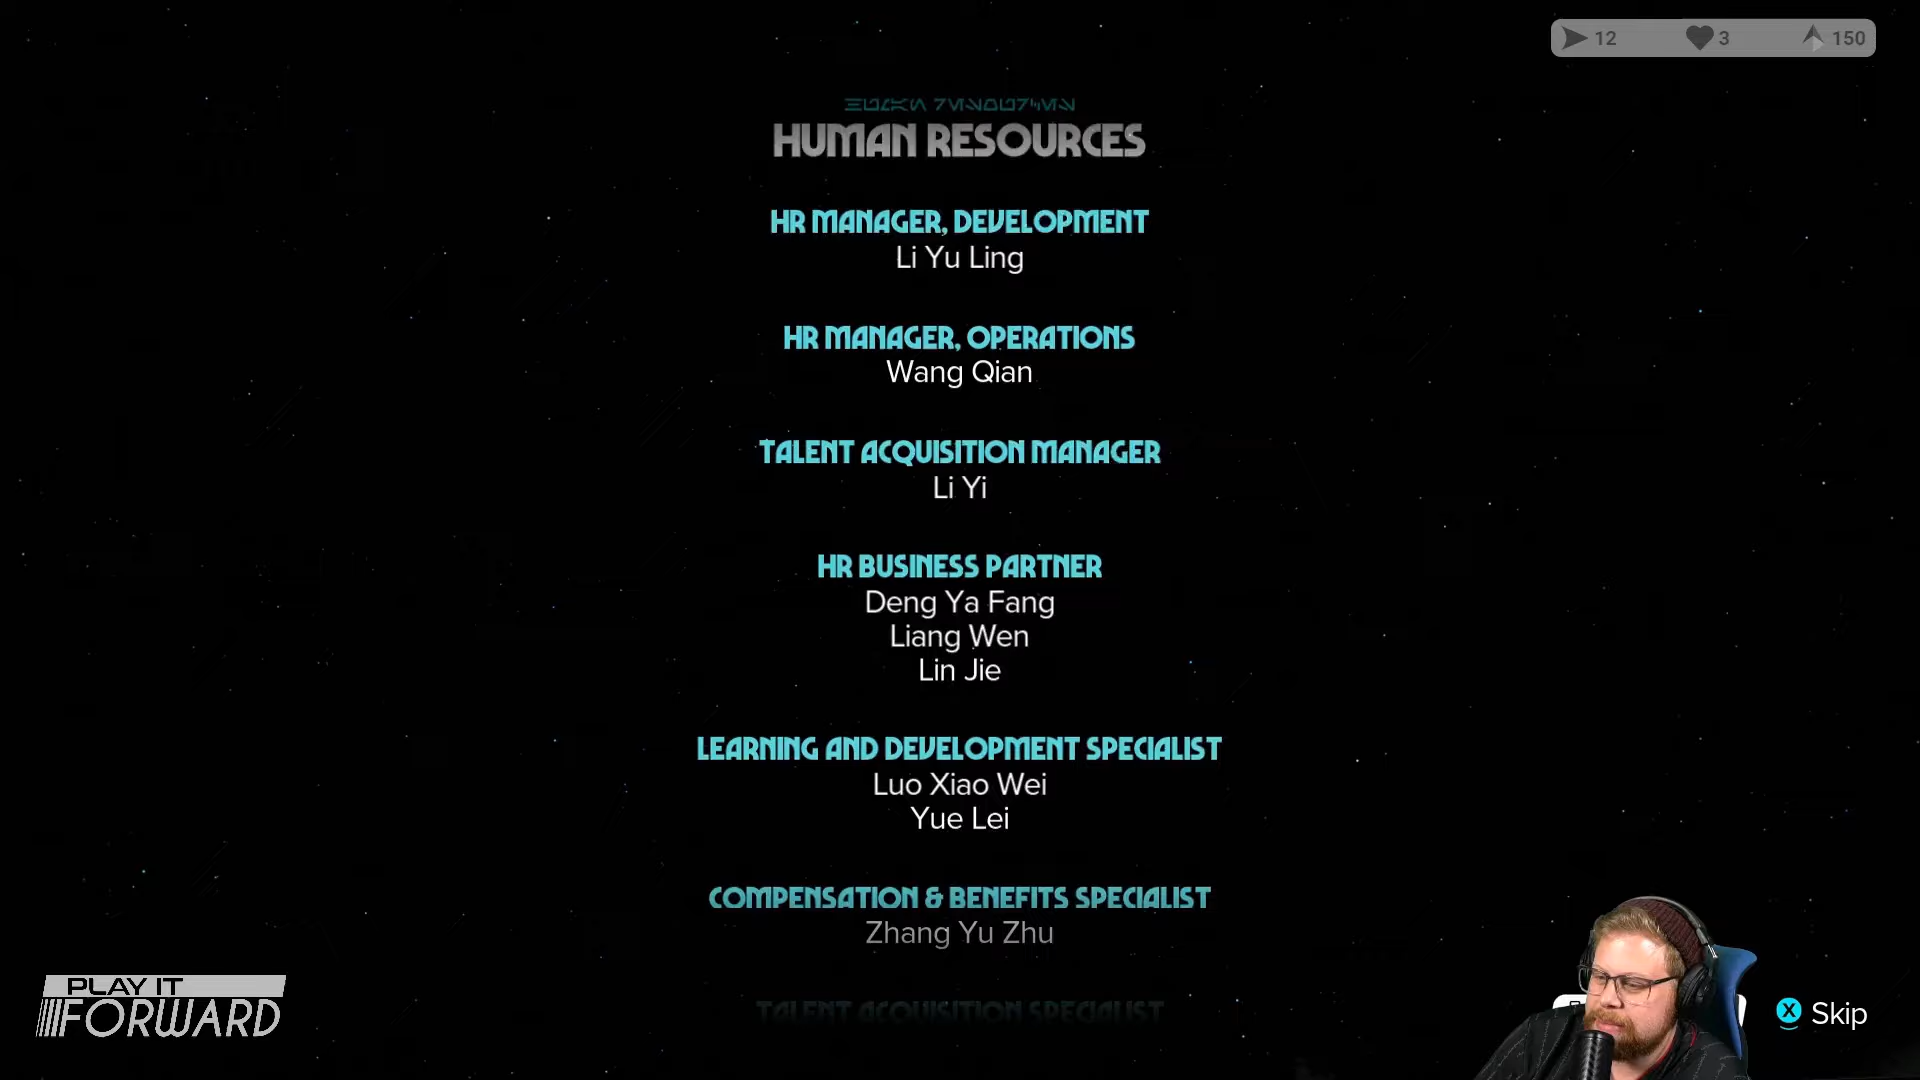 12 3 150
HUMAN RESOURCES
HR MANAGER, DEVELOPMENT
Li Yu Ling
HR MANAGER, OPERATIONS
Wang Qian
TALENT ACQUISITION MANAGER
Li Yi
HR BUSINESS PARTNER
Deng Ya Fang
Liang Wen
Lin Jie
LEARNING AND DEVELOPMENT SPECIALIST
Luo Xiao Wei
Yue Lei
COMPENSATION & BENEFITS SPECIALIST
Zhang Yu Zhu
TALENT ACQUISITION SPECIALIST
PLAY IT
FORWARD
X Skip